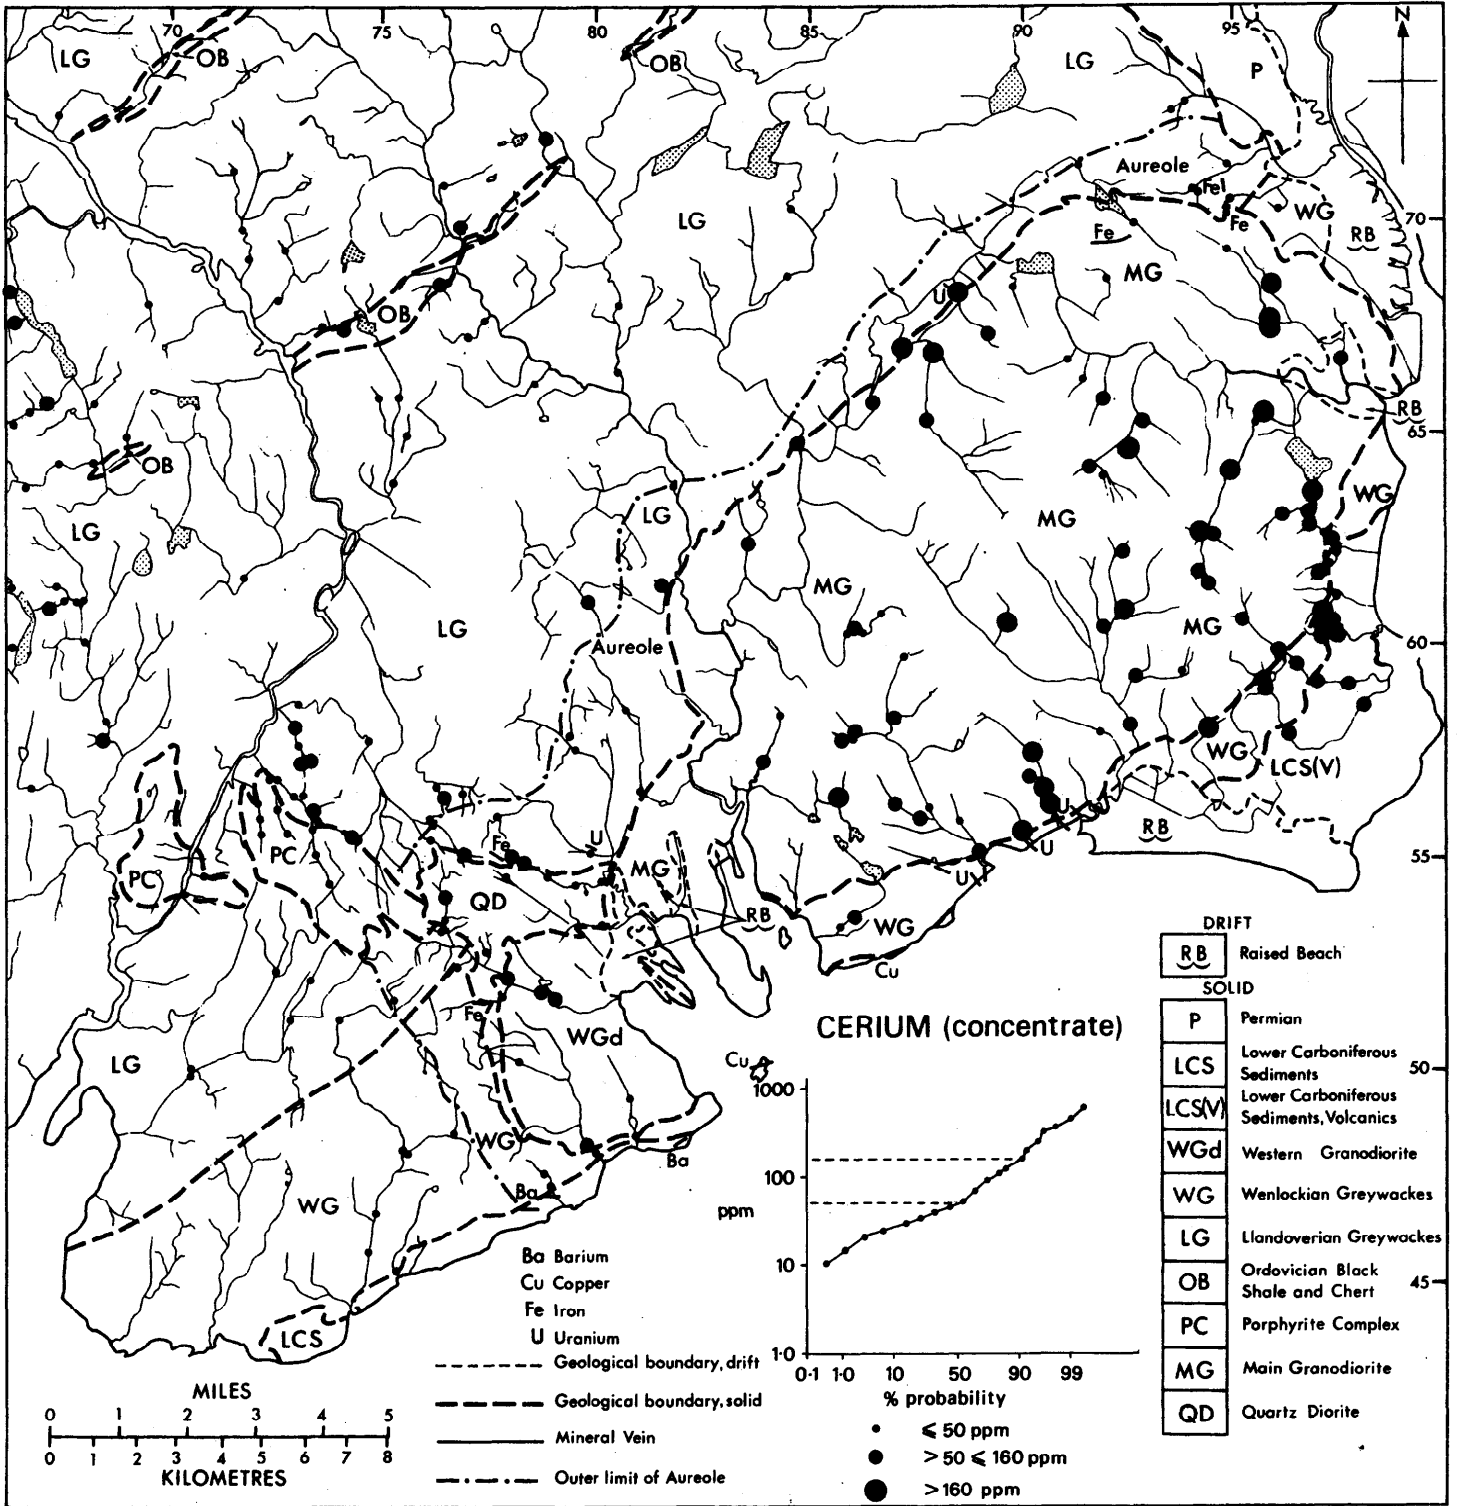 70
75
80
85
90
95
N
LG
OB
OB
LG
P
Aureole
Fe
WG
70
LG
Fe
RB
Fe
MG
U
OB
RB
65
OB
WG
LG
LG
MG
MG
LG
MG
60
Aureole
WG
LCS(V)
U
RB
Fe
U
U
PC
MG
55
PC
QD
U
RB
WG
DRIFT
Cu
RB Raised Beach
SOLID
Fe
WGd
CERIUM (concentrate)
P Permian
LG
Cu
LCS Lower Carboniferous
Sediments
50
1000
LCS(V) Lower Carboniferous
Sediments, Volcanics
WG
WGd Western Granodiorite
Ba
100
Ba
WG Wenlockian Greywackes
WG
ppm
LG Llandoverian Greywackes
Ba Barium
10
OB Ordovician Black
Shale and Chert
45
Cu Copper
Fe Iron
PC Porphyrite Complex
LCS
U Uranium
1·0
Geological boundary, drift
0·1 1·0 10 50 90 99
MG Main Granodiorite
MILES
% probability
Geological boundary, solid
0 1 2 3 4 5
QD Quartz Diorite
⩽ 50 ppm
Mineral Vein
0 1 2 3 4 5 6 7 8
> 50 ⩽ 160 ppm
KILOMETRES
Outer limit of Aureole
> 160 ppm